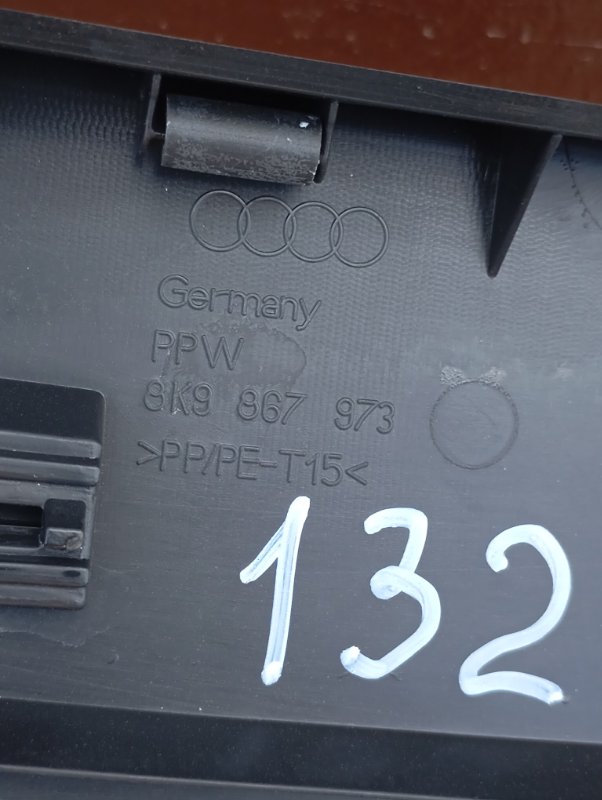 Germany
PPW
8K9 867 973
>PP/PE-T15<
132